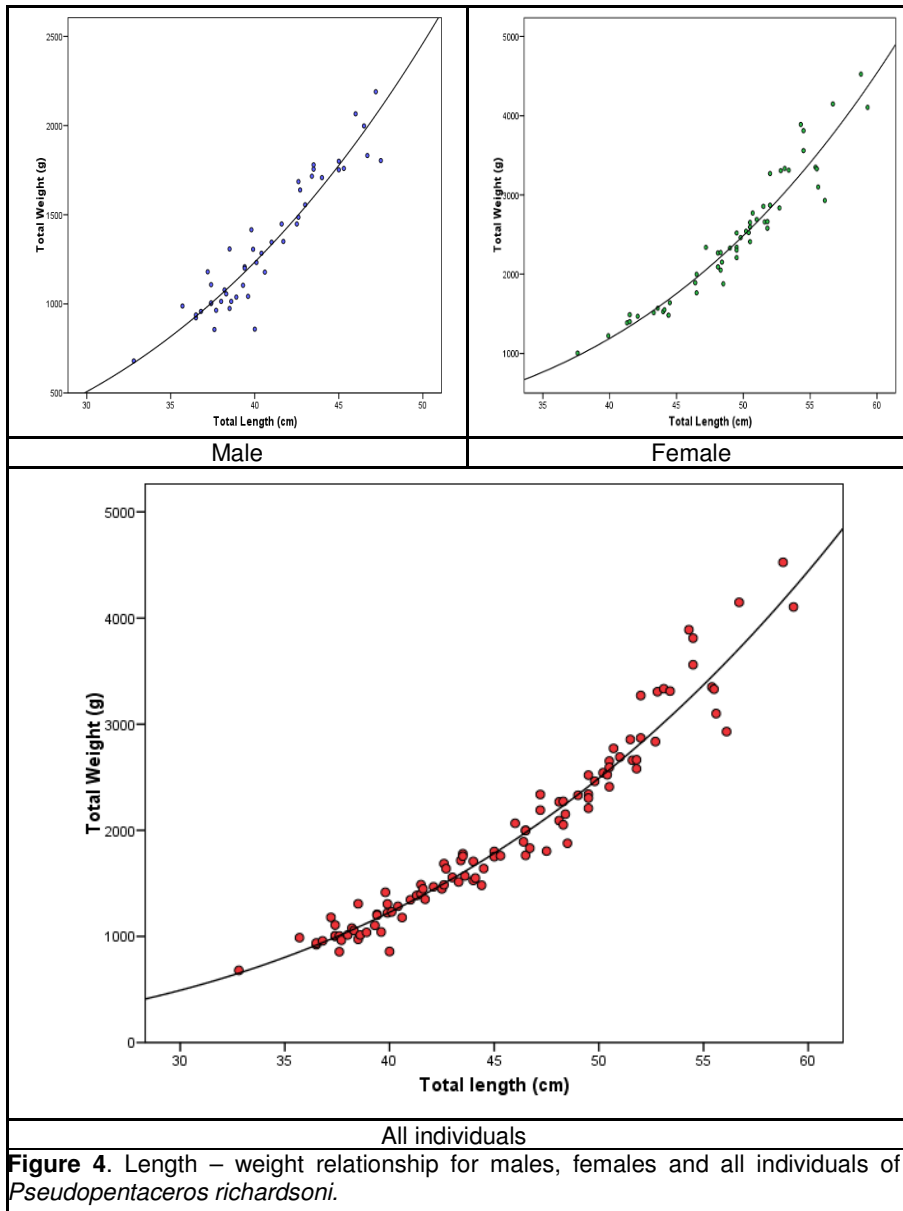 2500
2000
1500
1000
500
Total Weight (g)
30 35 40 45 50
Total Length (cm)
Male
5000
4000
3000
2000
1000
Total Weight (g)
35 40 45 50 55 60
Total Length (cm)
Female
5000
4000
3000
2000
1000
0
Total Weight (g)
30 35 40 45 50 55 60
Total length (cm)
All individuals
Figure 4. Length – weight relationship for males, females and all individuals of
Pseudopentaceros richardsoni.